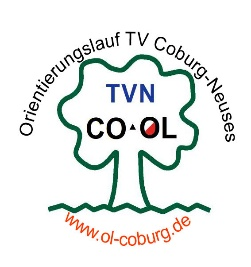 Orientierungslauf TV Coburg-Neuses
TVN
CO-OL
www.ol-coburg.de